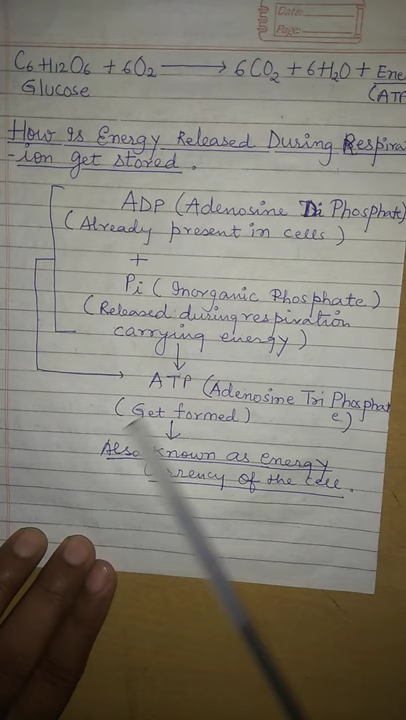 Date:
Page:
C6H12O6 + 6O2 → 6CO2 + 6H2O + Ene
Glucose
(ATP
How Is Energy Released During Respira
-ion get stored.
ADP (Adenosine Di Phosphate)
(Already present in cells)
+
Pi (Inorganic Phosphate)
(Released during respiration
carrying energy)
↓
ATP (Adenosine Tri Phosphat
e)
(Get formed)
↓
Also known as energy
Currency of the cell.